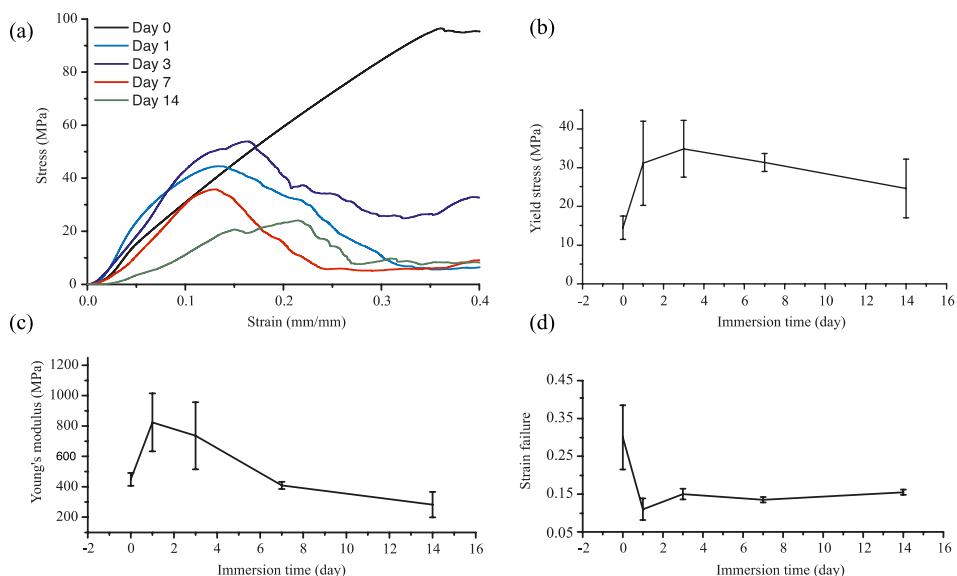 (a)
Day 0
Day 1
Day 3
Day 7
Day 14
100
80
60
40
20
0
Stress (MPa)
0.0 0.1 0.2 0.3 0.4
Strain (mm/mm)
(b)
40
30
20
10
0
Yield stress (MPa)
-2 0 2 4 6 8 10 12 14 16
Immersion time (day)
(c)
1200
1000
800
600
400
200
Young's modulus (MPa)
-2 0 2 4 6 8 10 12 14 16
Immersion time (day)
(d)
0.45
0.35
0.25
0.15
0.05
Strain failure
-2 0 2 4 6 8 10 12 14 16
Immersion time (day)